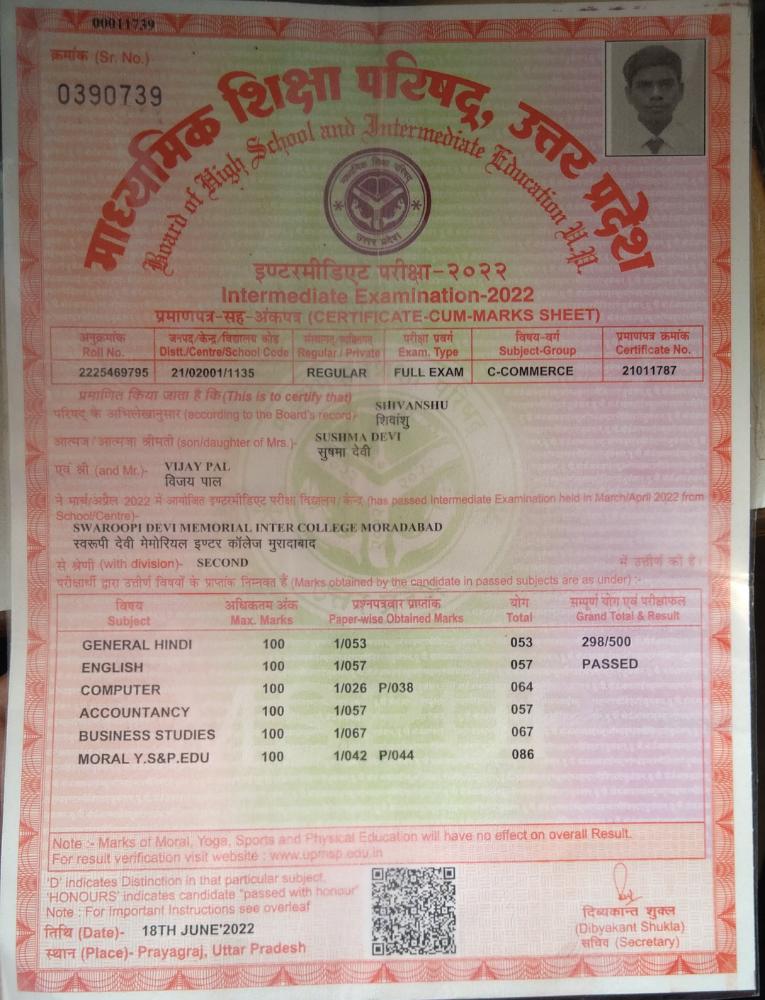 00011739
क्रमांक (Sr. No.)
0390739
माध्यमिक शिक्षा परिषद्, उत्तर प्रदेश
Board of High School and Intermediate Education U.P.
माध्यमिक शिक्षा परिषद्
उत्तर प्रदेश
इण्टरमीडिएट परीक्षा-२०२२
Intermediate Examination-2022
प्रमाणपत्र-सह-अंकपत्र (CERTIFICATE-CUM-MARKS SHEET)
अनुक्रमांक जनपद/केन्द्र/विद्यालय कोड संस्थागत/व्यक्तिगत परीक्षा प्रवर्ग विषय-वर्ग प्रमाणपत्र क्रमांक
Roll No. Distt./Centre/School Code Regular / Private Exam. Type Subject-Group Certificate No.
2225469795 21/02001/1135 REGULAR FULL EXAM C-COMMERCE 21011787
प्रमाणित किया जाता है कि (This is to certify that)
परिषद् के अभिलेखानुसार (according to the Board's record)- SHIVANSHU
शिवांशु
आत्मज/आत्मजा श्रीमती (son/daughter of Mrs.)- SUSHMA DEVI
सुषमा देवी
एवं श्री (and Mr.)- VIJAY PAL
विजय पाल
ने मार्च/अप्रैल 2022 में आयोजित इण्टरमीडिएट परीक्षा विद्यालय/केन्द्र (has passed Intermediate Examination held in March/April 2022 from
School/Centre)-
SWAROOPI DEVI MEMORIAL INTER COLLEGE MORADABAD
स्वरूपी देवी मेमोरियल इण्टर कॉलेज मुरादाबाद
से श्रेणी (with division)- SECOND में उत्तीर्ण की है।
परीक्षार्थी द्वारा उत्तीर्ण विषयों के प्राप्तांक निम्नवत हैं (Marks obtained by the candidate in passed subjects are as under) :-
विषय अधिकतम अंक प्रश्नपत्रवार प्राप्तांक योग सम्पूर्ण योग एवं परीक्षाफल
Subject Max. Marks Paper-wise Obtained Marks Total Grand Total & Result
GENERAL HINDI 100 1/053 053 298/500
ENGLISH 100 1/057 057 PASSED
COMPUTER 100 1/026 P/038 064
ACCOUNTANCY 100 1/057 057
BUSINESS STUDIES 100 1/067 067
MORAL Y.S&P.EDU 100 1/042 P/044 086
Note :- Marks of Moral, Yoga, Sports and Physical Education will have no effect on overall Result.
For result verification visit website : www.upmsp.edu.in
'D' indicates Distinction in that particular subject,
'HONOURS' indicates candidate "passed with honour"
Note : For Important Instructions see overleaf
तिथि (Date)- 18TH JUNE'2022
स्थान (Place)- Prayagraj, Uttar Pradesh
दिब्यकान्त शुक्ल
(Dibyakant Shukla)
सचिव (Secretary)